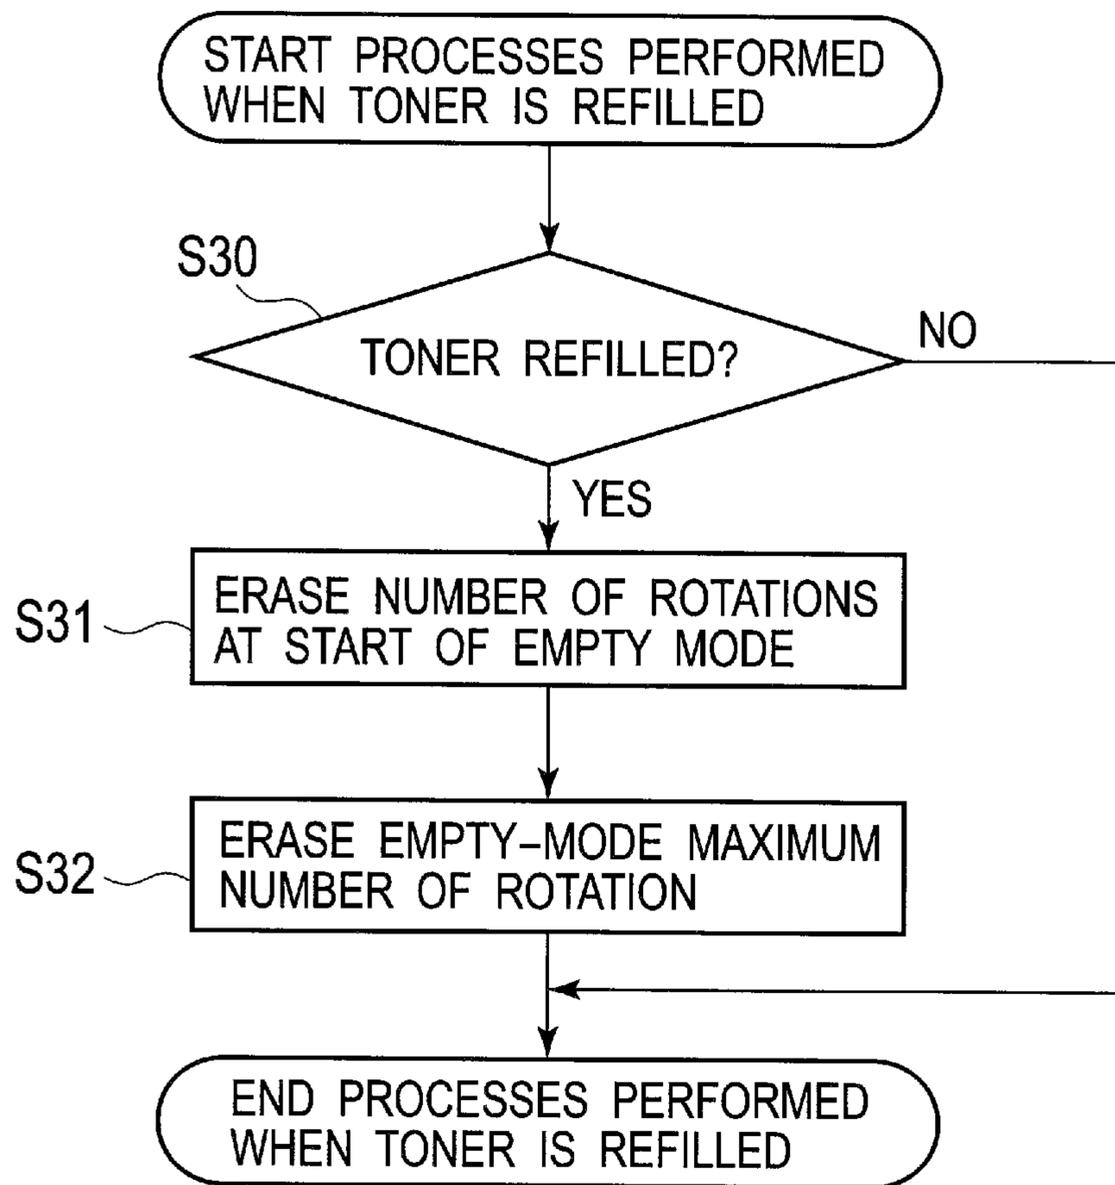 START PROCESSES PERFORMED
WHEN TONER IS REFILLED
S30
TONER REFILLED?
NO
YES
S31
ERASE NUMBER OF ROTATIONS
AT START OF EMPTY MODE
S32
ERASE EMPTY–MODE MAXIMUM
NUMBER OF ROTATION
END PROCESSES PERFORMED
WHEN TONER IS REFILLED